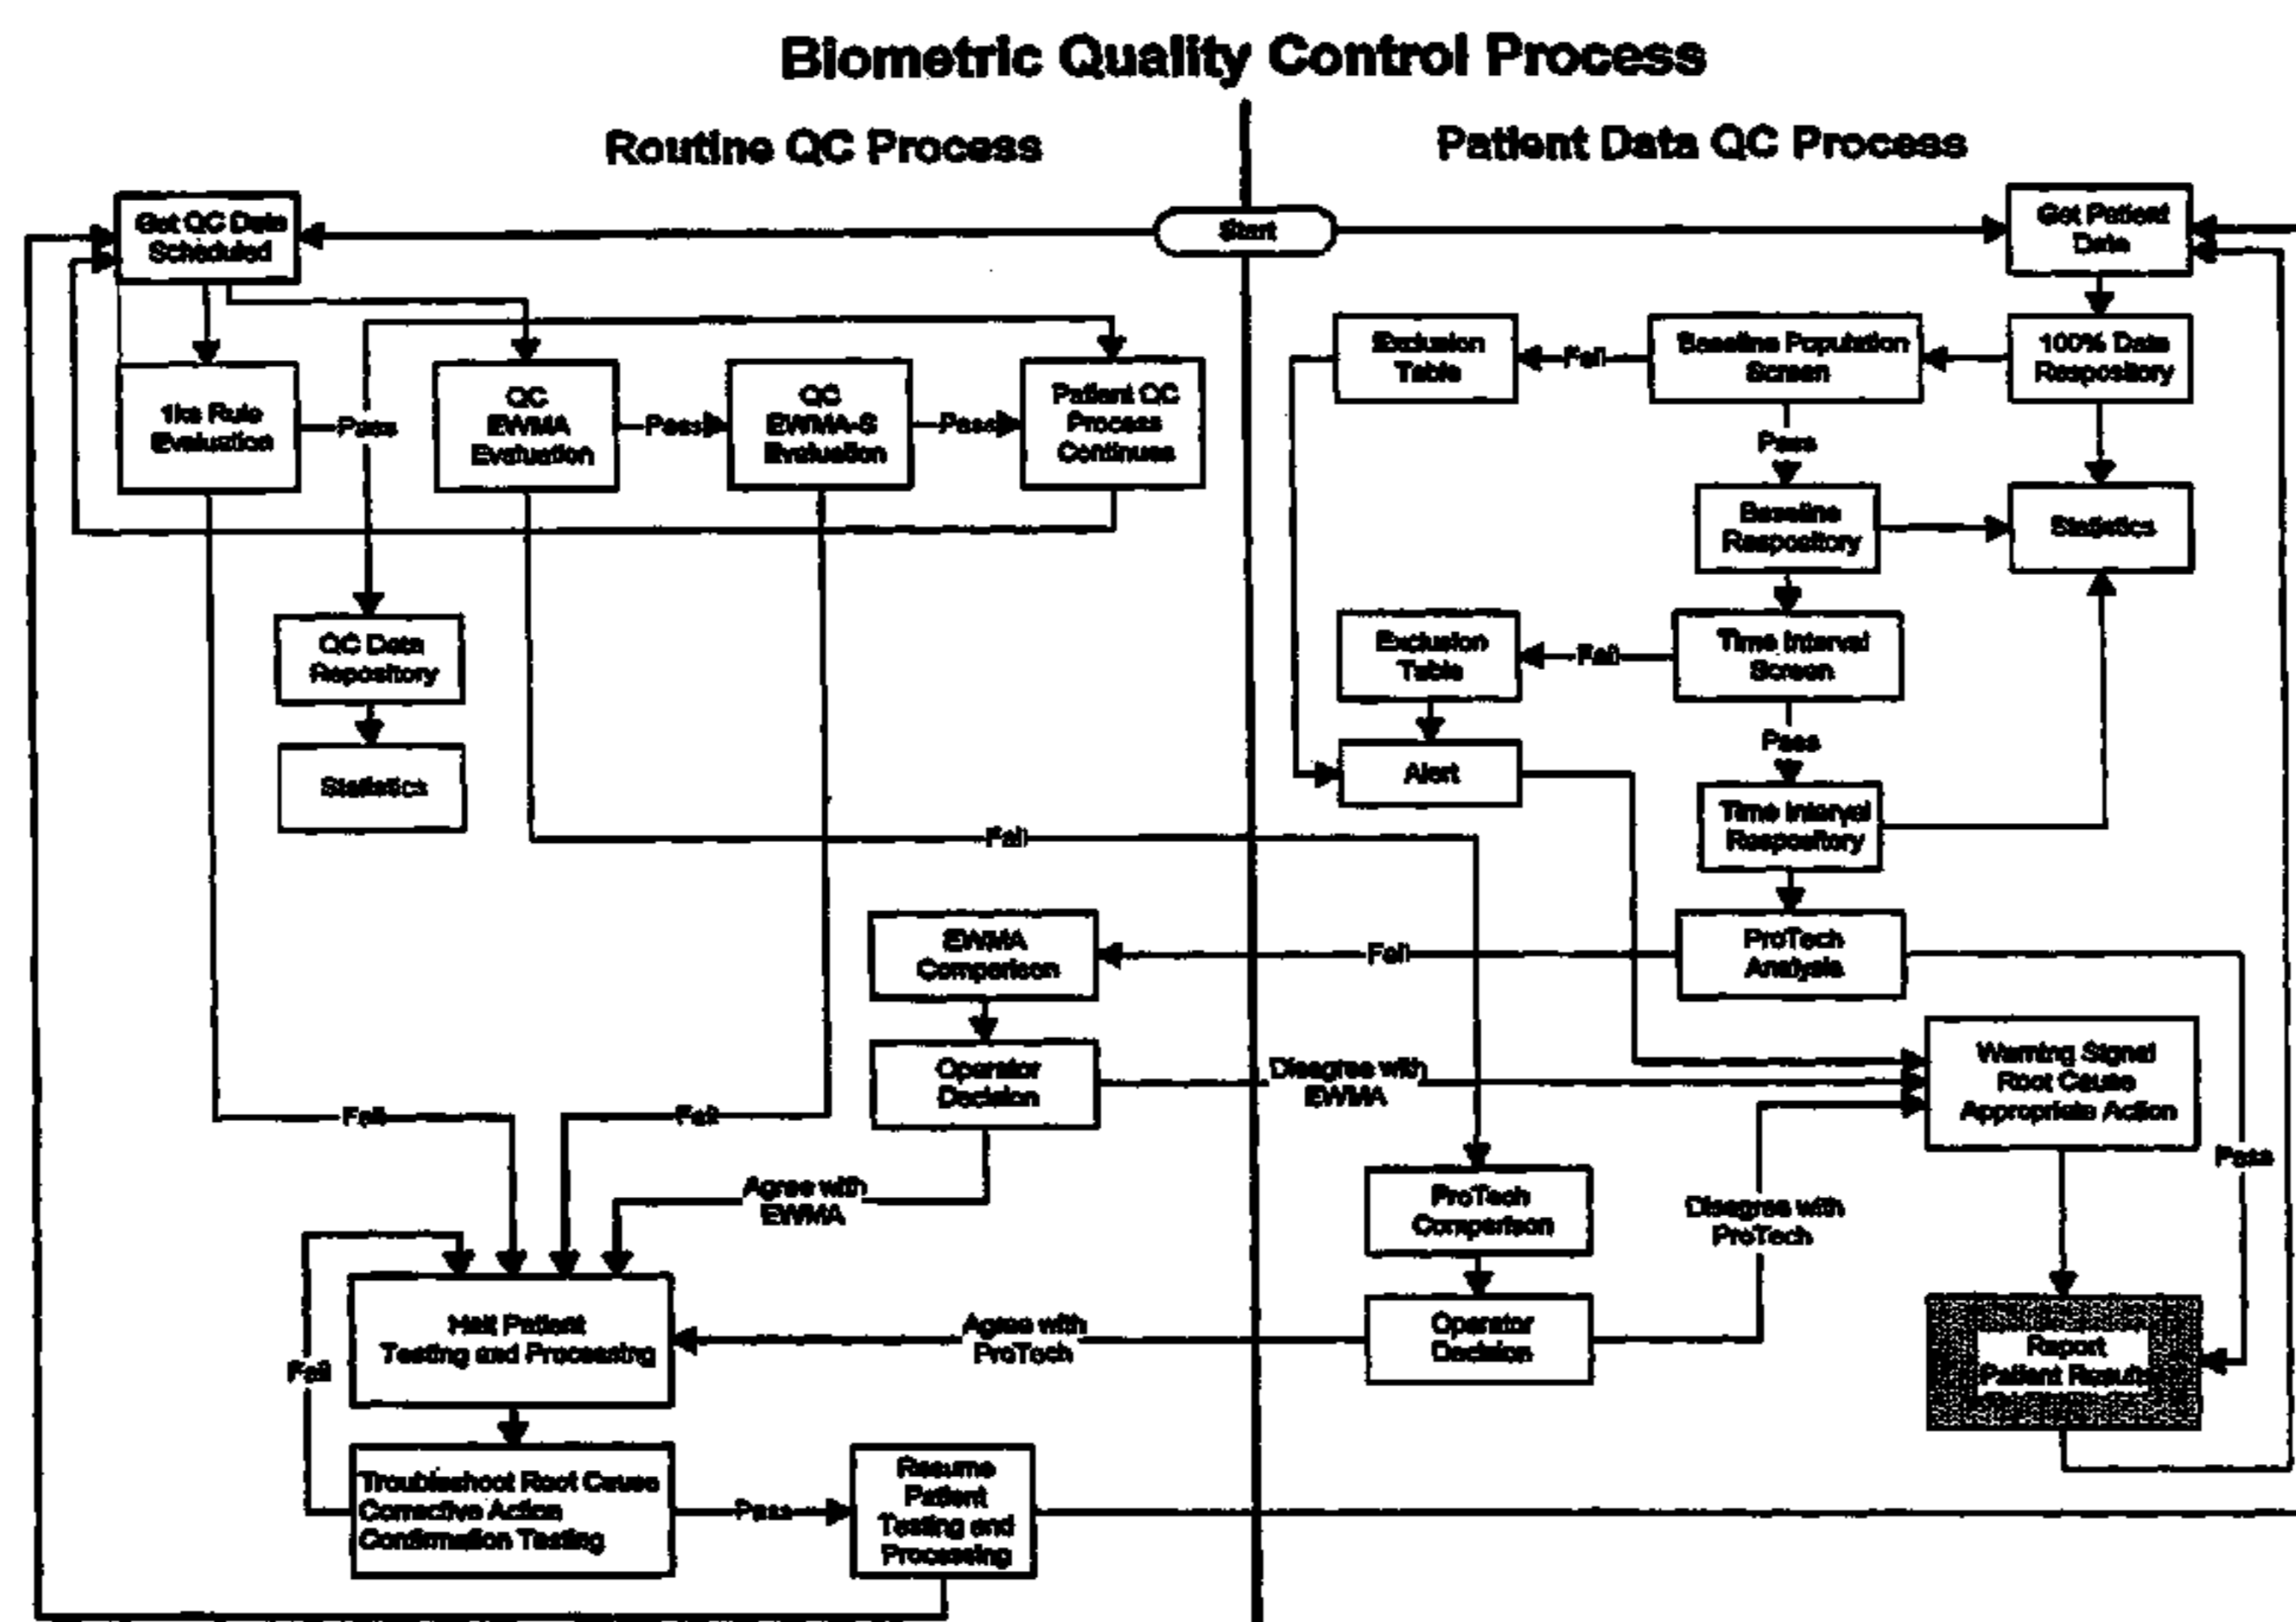 Biometric Quality Control Process
Routine QC Process
Patient Data QC Process
Start
Get QC Data
Scheduled
Get Patient
Data
1ks Rule
Evaluation
Pass
QC
EWMA
Evaluation
Pass
QC
EWMA-S
Evaluation
Pass
Patient QC
Process
Continues
Exclusion
Table
Fail
Baseline Population
Screen
100% Data
Respository
Pass
Baseline
Respository
Statistics
QC Data
Repository
Statistics
Exclusion
Table
Fail
Time Interval
Screen
Alert
Pass
Time Interval
Respository
Fail
EWMA
Comparison
Fail
ProTech
Analysis
Operator
Decision
Disagree with
EWMA
Warning Signal
Root Cause
Appropriate Action
Pass
Fail
Fail
Agree with
EWMA
ProTech
Comparison
Disagree with
ProTech
Halt Patient
Testing and Processing
Agree with
ProTech
Operator
Decision
Report
Patient Results
Fail
Troubleshoot Root Cause
Corrective Action
Confirmation Testing
Pass
Resume
Patient
Testing and
Processing